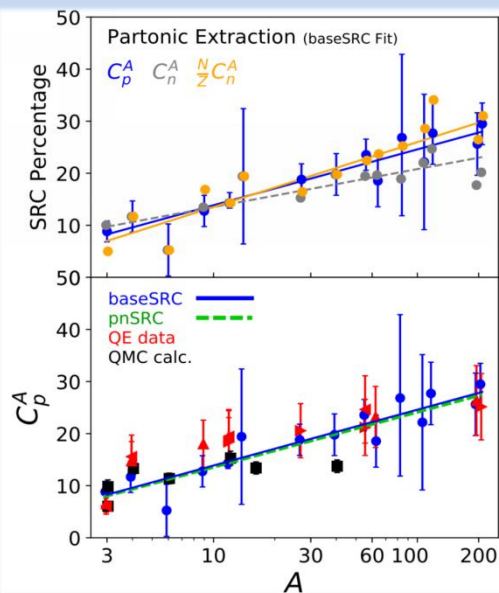 50
Partonic Extraction (baseSRC Fit)
C_p^A C_n^A N/Z C_n^A
40
30
20
10
SRC Percentage
50
baseSRC
pnSRC
QE data
QMC calc.
40
30
20
10
0
C_p^A
3 10 30 60 100 200
A